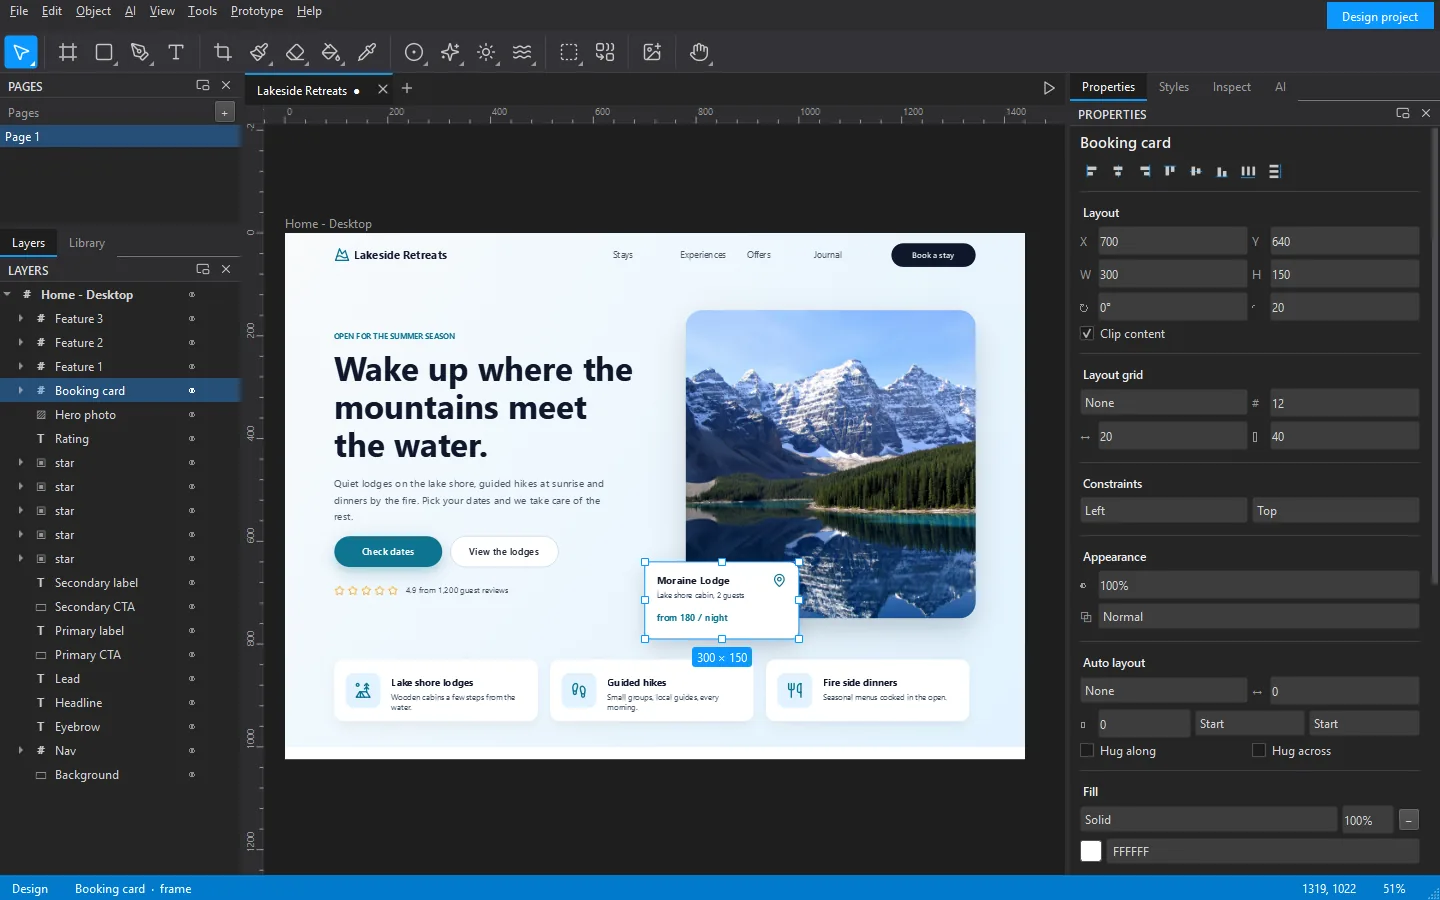 File Edit Object AI View Tools Prototype Help
Design project
PAGES
Pages
+
Page 1
Layers Library
LAYERS
# Home - Desktop
# Feature 3
# Feature 2
# Feature 1
# Booking card
Hero photo
T Rating
star
star
star
star
star
T Secondary label
Secondary CTA
T Primary label
Primary CTA
T Lead
T Headline
T Eyebrow
# Nav
Background
Lakeside Retreats ●
0 200 400 600 800 1000 1200 1400
-2
0
200
400
600
800
1000
1200
Home - Desktop
Lakeside Retreats
Stays Experiences Offers Journal
Book a stay
OPEN FOR THE SUMMER SEASON
Wake up where the
mountains meet
the water.
Quiet lodges on the lake shore, guided hikes at sunrise and
dinners by the fire. Pick your dates and we take care of the
rest.
Check dates
View the lodges
4.9 from 1,200 guest reviews
Moraine Lodge
Lake shore cabin, 2 guests
from 180 / night
300 × 150
Lake shore lodges
Wooden cabins a few steps from the
water.
Guided hikes
Small groups, local guides, every
morning.
Fire side dinners
Seasonal menus cooked in the open.
Properties Styles Inspect AI
PROPERTIES
Booking card
Layout
X 700 Y 640
W 300 H 150
0° 20
Clip content
Layout grid
None # 12
20 40
Constraints
Left Top
Appearance
100%
Normal
Auto layout
None 0
0 Start Start
Hug along Hug across
Fill
Solid 100% –
FFFFFF
Design Booking card · frame
1319, 1022 51%